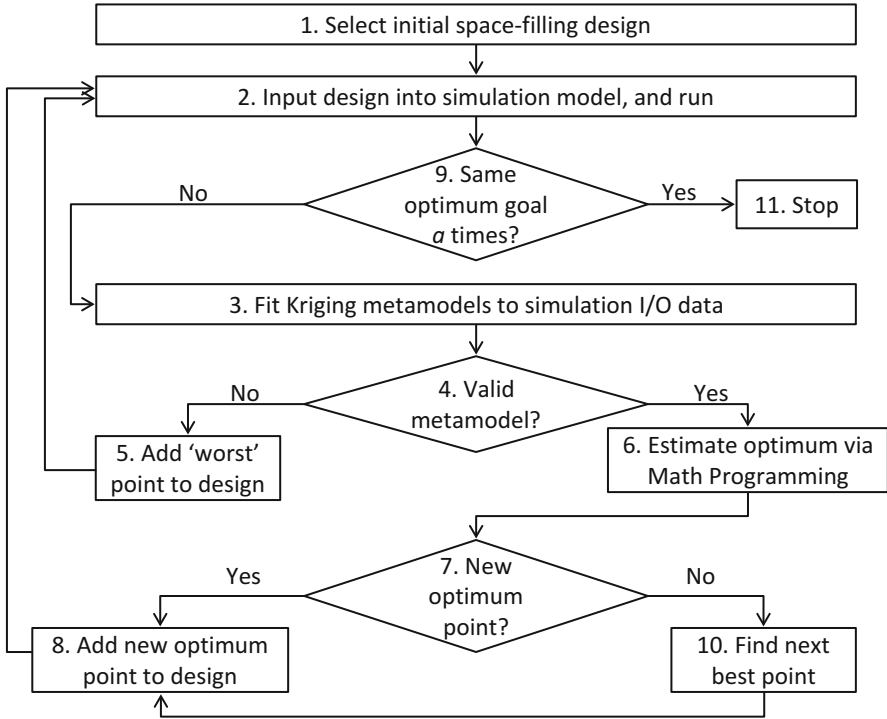 1. Select initial space-filling design
2. Input design into simulation model, and run
9. Same
optimum goal
a times?
No
Yes
11. Stop
3. Fit Kriging metamodels to simulation I/O data
4. Valid
metamodel?
No
Yes
5. Add ‘worst’
point to design
6. Estimate optimum via
Math Programming
7. New
optimum
point?
Yes
No
8. Add new optimum
point to design
10. Find next
best point